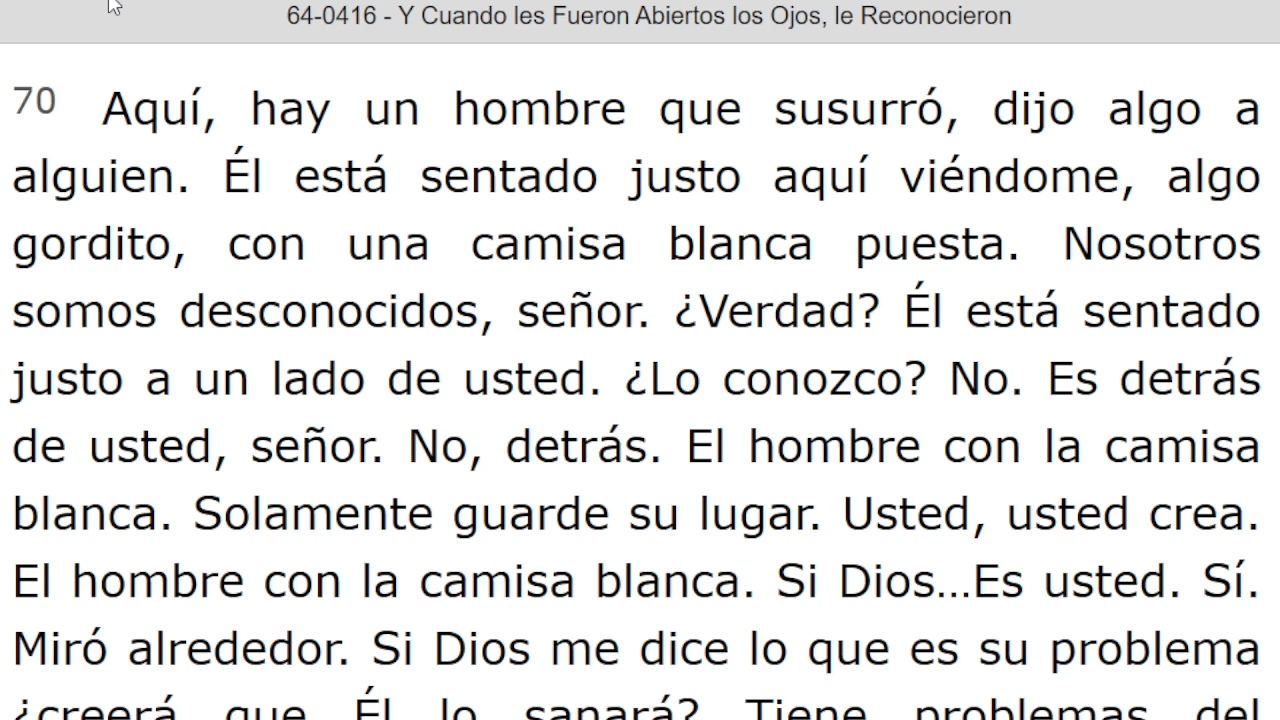 64-0416 - Y Cuando les Fueron Abiertos los Ojos, le Reconocieron
70 Aquí, hay un hombre que susurró, dijo algo a
alguien. Él está sentado justo aquí viéndome, algo
gordito, con una camisa blanca puesta. Nosotros
somos desconocidos, señor. ¿Verdad? Él está sentado
justo a un lado de usted. ¿Lo conozco? No. Es detrás
de usted, señor. No, detrás. El hombre con la camisa
blanca. Solamente guarde su lugar. Usted, usted crea.
El hombre con la camisa blanca. Si Dios...Es usted. Sí.
Miró alrededor. Si Dios me dice lo que es su problema
¿creerá que Él lo sanará? Tiene problemas del